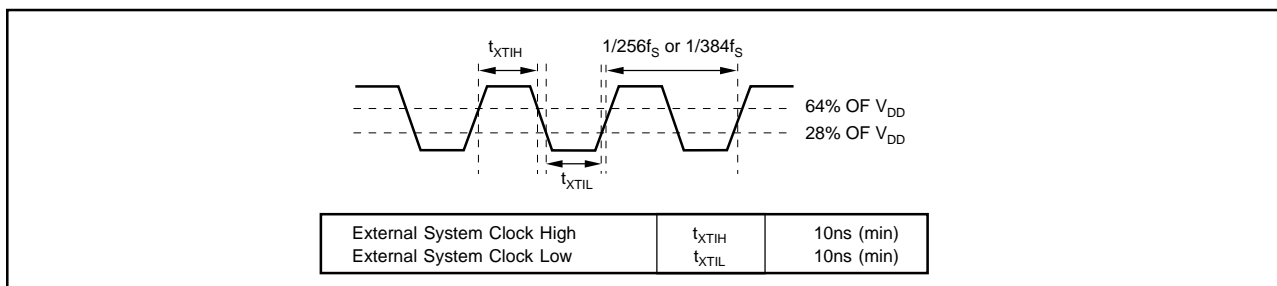 t_XTIH
1/256f_S or 1/384f_S
64% OF V_DD
28% OF V_DD
t_XTIL
External System Clock High t_XTIH 10ns (min)
External System Clock Low t_XTIL 10ns (min)